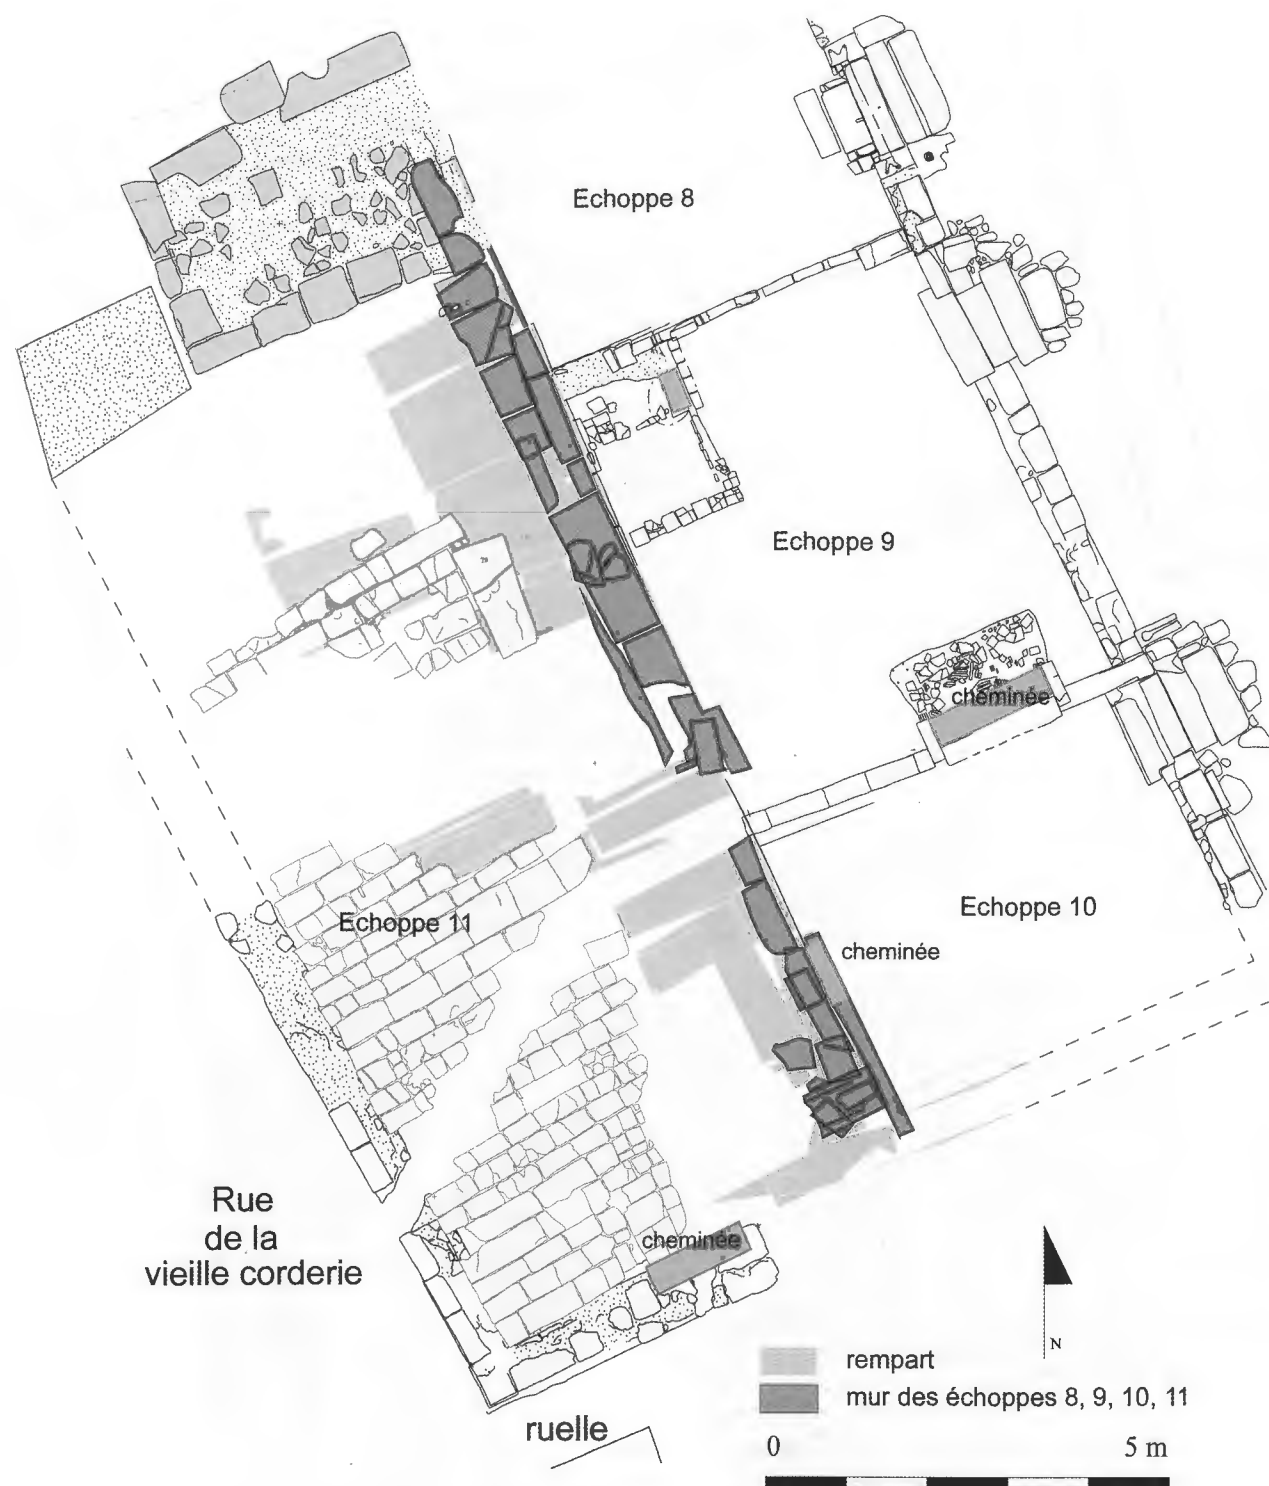 Echoppe 8
Echoppe 9
cheminée
Echoppe 11
Echoppe 10
cheminée
Rue
de la
vieille corderie
cheminée
N
rempart
mur des échoppes 8, 9, 10, 11
ruelle
0 5 m